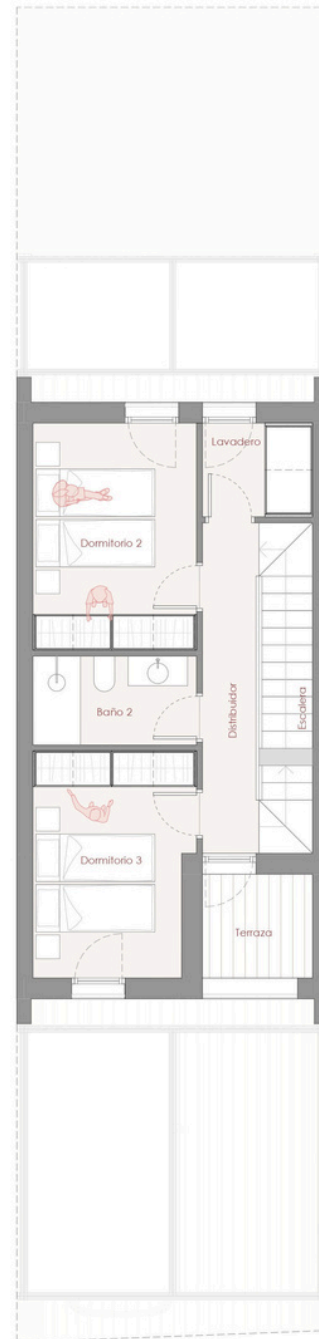 Lavadero
Dormitorio 2
Distribuidor
Escalera
Baño 2
Dormitorio 3
Terraza